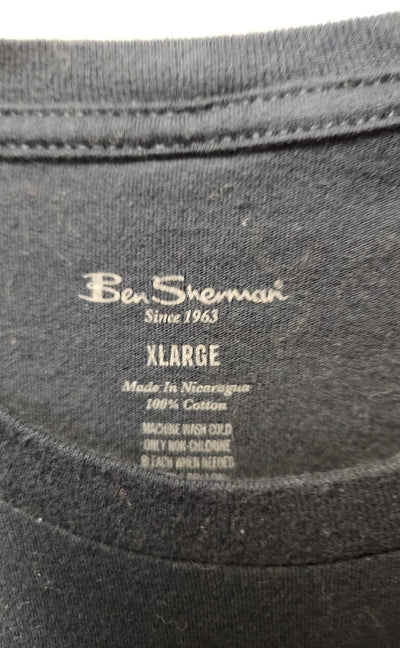 Ben Sherman®
Since 1963
XLARGE
Made In Nicaragua
100% Cotton
MACHINE WASH COLD
ONLY NON-CHLORINE
BLEACH WHEN NEEDED